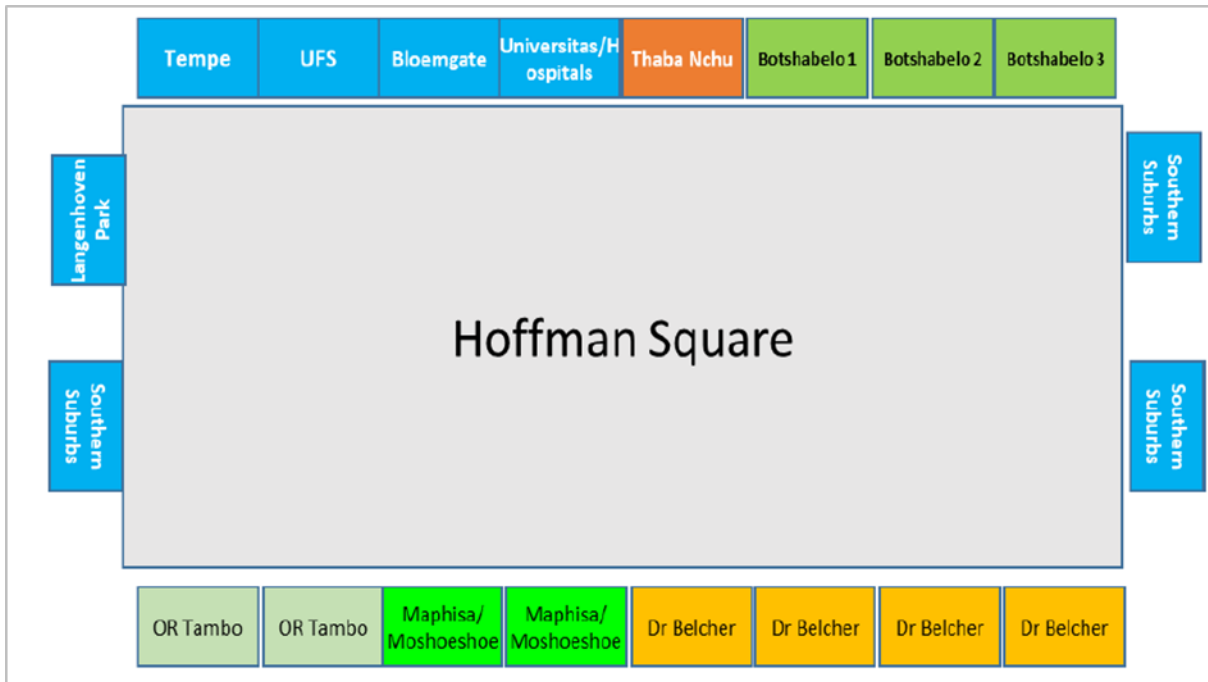 Tempe
UFS
Bloemgate
Universitas/H
ospitals
Thaba Nchu
Botshabelo 1
Botshabelo 2
Botshabelo 3
Langenhoven
Park
Southern
Suburbs
Hoffman Square
Southern
Suburbs
Southern
Suburbs
OR Tambo
OR Tambo
Maphisa/
Moshoeshoe
Maphisa/
Moshoeshoe
Dr Belcher
Dr Belcher
Dr Belcher
Dr Belcher